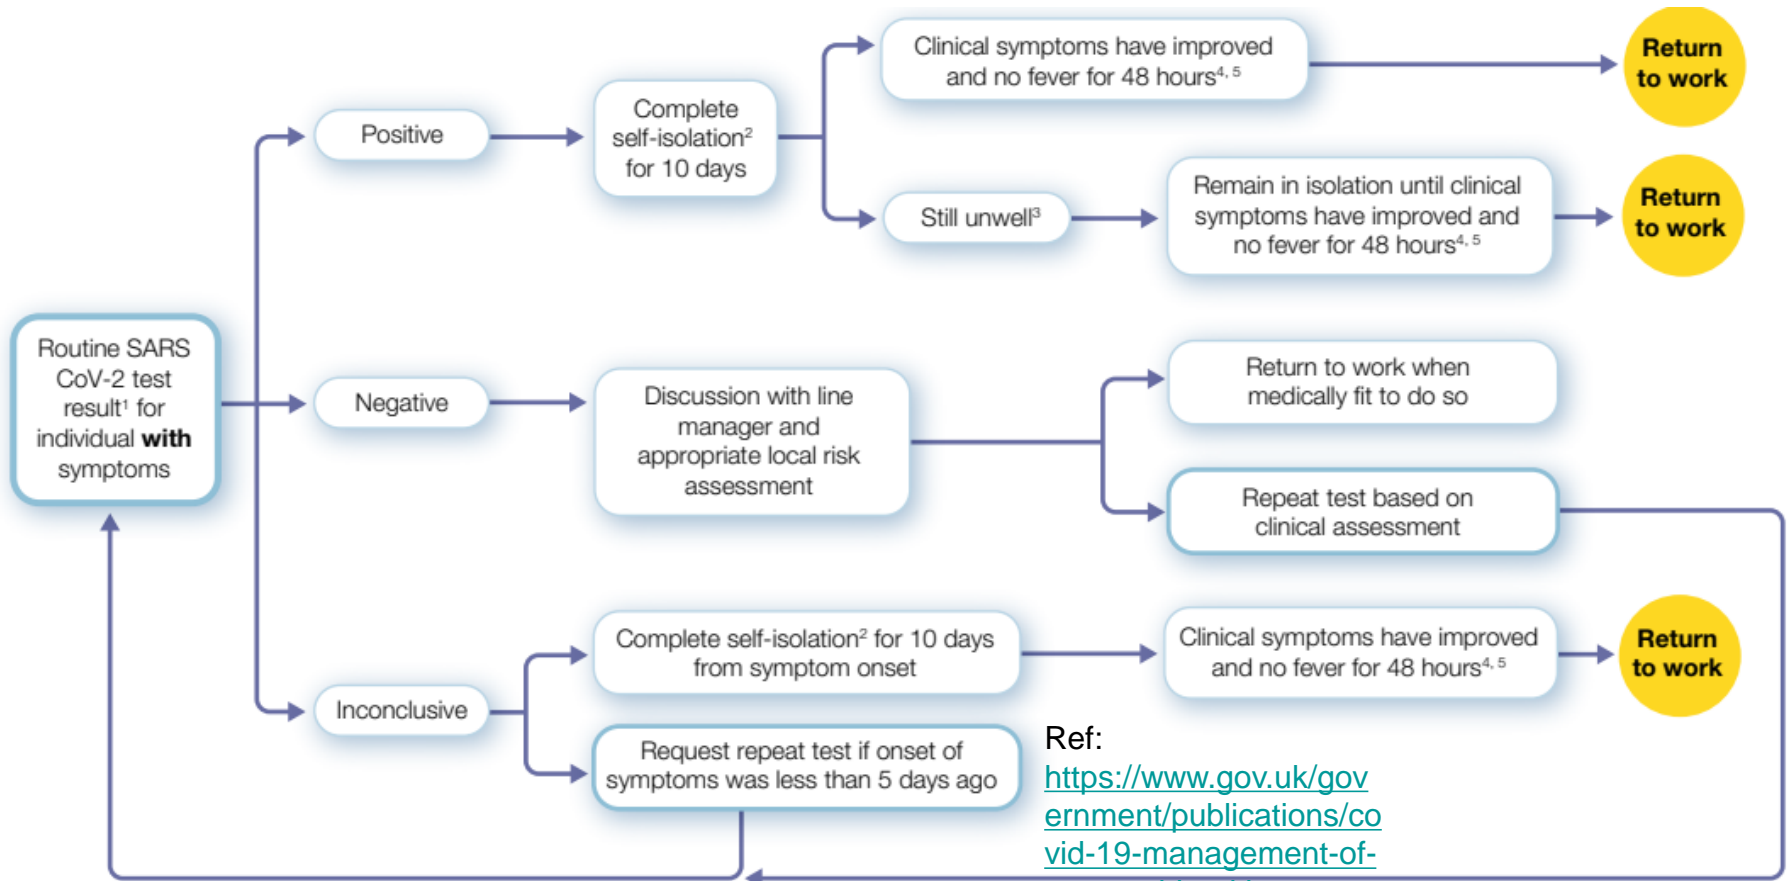 Clinical symptoms have improved
and no fever for 48 hours⁴, ⁵
Return
to work
Complete
self-isolation²
for 10 days
Positive
Remain in isolation until clinical
symptoms have improved and
no fever for 48 hours⁴, ⁵
Still unwell³
Return
to work
Routine SARS
CoV-2 test
result¹ for
individual with
symptoms
Negative
Discussion with line
manager and
appropriate local risk
assessment
Return to work when
medically fit to do so
Repeat test based on
clinical assessment
Inconclusive
Complete self-isolation² for 10 days
from symptom onset
Clinical symptoms have improved
and no fever for 48 hours⁴, ⁵
Return
to work
Request repeat test if onset of
symptoms was less than 5 days ago
Ref:
https://www.gov.uk/gov
ernment/publications/co
vid-19-management-of-